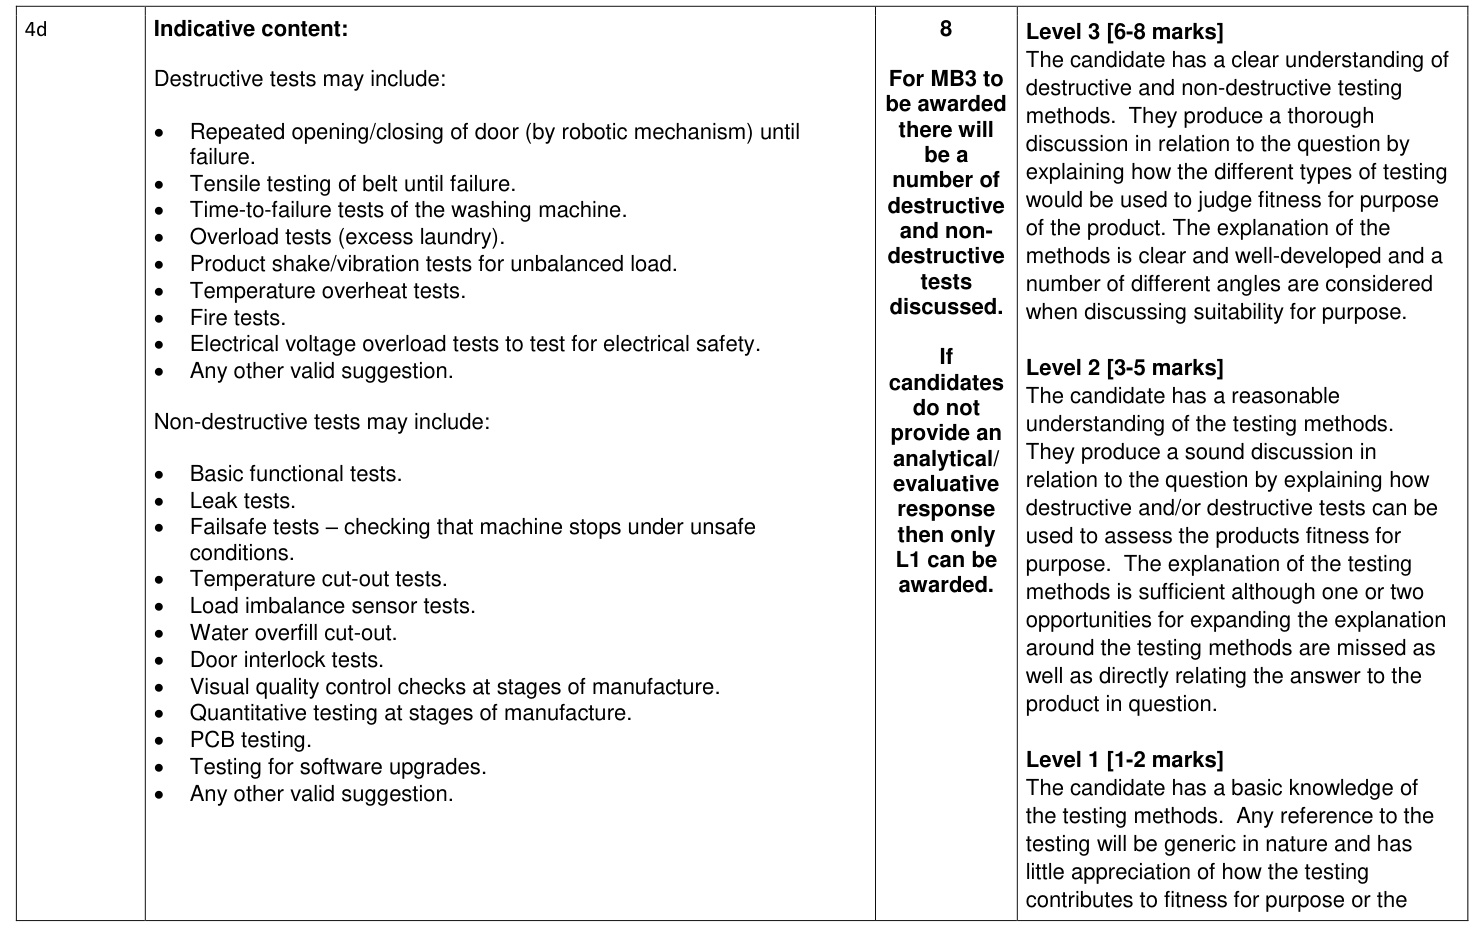 4d
Indicative content:
Destructive tests may include:
• Repeated opening/closing of door (by robotic mechanism) until
failure.
• Tensile testing of belt until failure.
• Time-to-failure tests of the washing machine.
• Overload tests (excess laundry).
• Product shake/vibration tests for unbalanced load.
• Temperature overheat tests.
• Fire tests.
• Electrical voltage overload tests to test for electrical safety.
• Any other valid suggestion.
Non-destructive tests may include:
• Basic functional tests.
• Leak tests.
• Failsafe tests – checking that machine stops under unsafe
conditions.
• Temperature cut-out tests.
• Load imbalance sensor tests.
• Water overfill cut-out.
• Door interlock tests.
• Visual quality control checks at stages of manufacture.
• Quantitative testing at stages of manufacture.
• PCB testing.
• Testing for software upgrades.
• Any other valid suggestion.
8
For MB3 to
be awarded
there will
be a
number of
destructive
and non-
destructive
tests
discussed.
If
candidates
do not
provide an
analytical/
evaluative
response
then only
L1 can be
awarded.
Level 3 [6-8 marks]
The candidate has a clear understanding of
destructive and non-destructive testing
methods.  They produce a thorough
discussion in relation to the question by
explaining how the different types of testing
would be used to judge fitness for purpose
of the product. The explanation of the
methods is clear and well-developed and a
number of different angles are considered
when discussing suitability for purpose.
Level 2 [3-5 marks]
The candidate has a reasonable
understanding of the testing methods.
They produce a sound discussion in
relation to the question by explaining how
destructive and/or destructive tests can be
used to assess the products fitness for
purpose.  The explanation of the testing
methods is sufficient although one or two
opportunities for expanding the explanation
around the testing methods are missed as
well as directly relating the answer to the
product in question.
Level 1 [1-2 marks]
The candidate has a basic knowledge of
the testing methods.  Any reference to the
testing will be generic in nature and has
little appreciation of how the testing
contributes to fitness for purpose or the